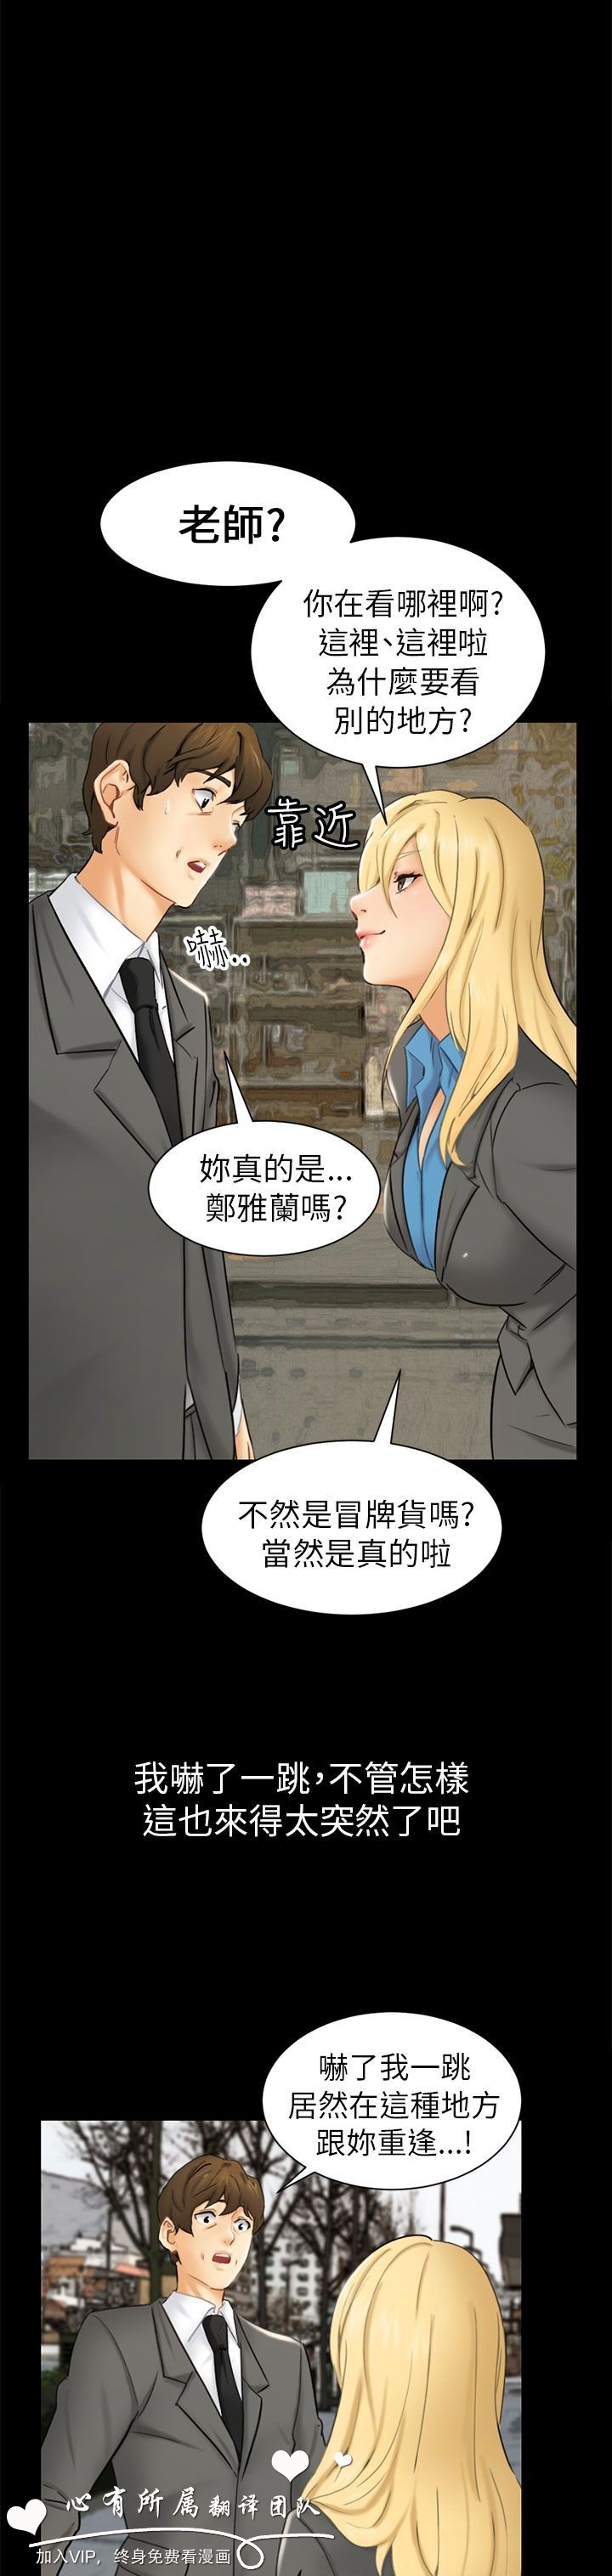 老師?
你在看哪裡啊?
這裡、這裡啦
為什麼要看
別的地方?
靠近
嚇..
妳真的是...
鄭雅蘭嗎?
不然是冒牌貨嗎?
當然是真的啦
我嚇了一跳,不管怎樣
這也來得太突然了吧
嚇了我一跳
居然在這種地方
跟妳重逢...!
心有所属翻译团队
加入VIP，终身免费看漫画